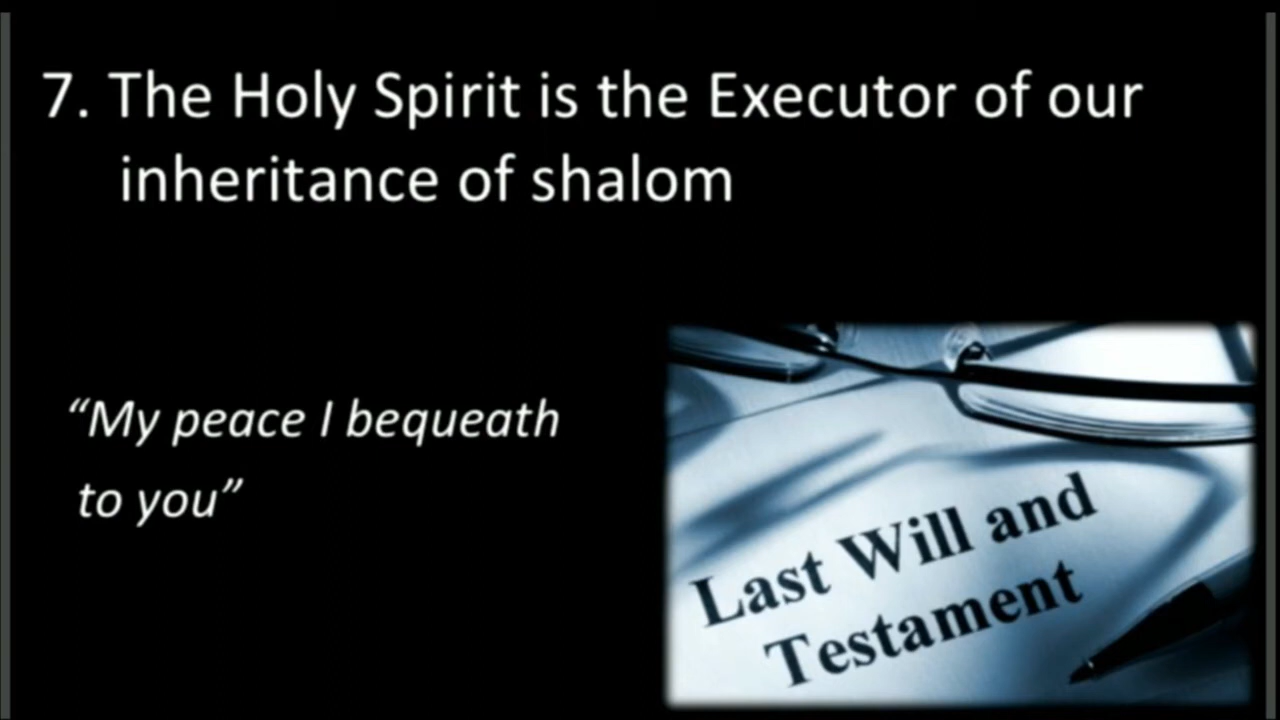 7. The Holy Spirit is the Executor of our
inheritance of shalom
“My peace I bequeath
to you”
Last Will and
Testament